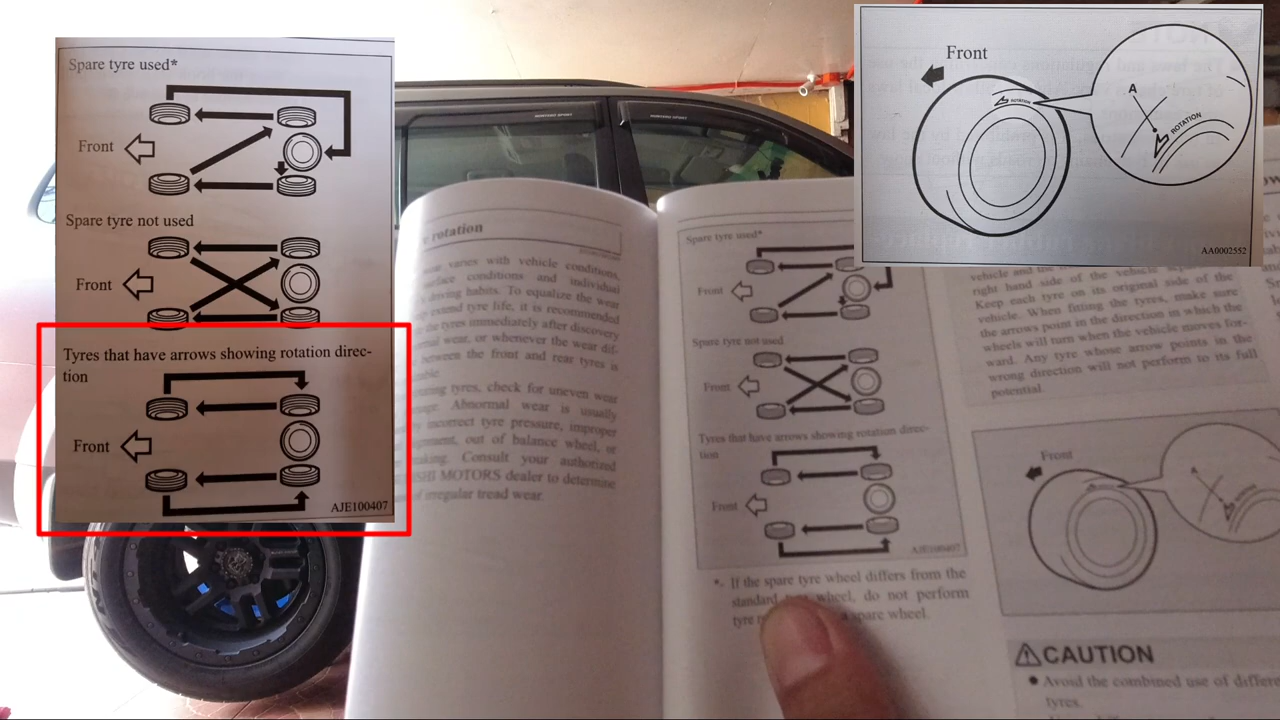 Spare tyre used*
Front
Spare tyre not used
Front
Tyres that have arrows showing rotation direc-
tion
Front
AJE100407
Front
A
ROTATION
ROTATION
AA0002552
rotation
varies with vehicle conditions,
surface conditions and individual
driving habits. To equalize the wear
extend tyre life, it is recommended
the tyres immediately after discovery
wear, or whenever the wear dif-
between the front and rear tyres is
tyres, check for uneven wear
Abnormal wear is usually
incorrect tyre pressure, improper
out of balance wheel, or
Consult your authorized
MOTORS dealer to determine
of irregular tread wear.
Spare tyre used*
Front
Spare tyre not used
Front
Tyres that have arrows showing rotation direc-
tion
Front
AJE100407
*- If the spare tyre wheel differs from the
standard wheel, do not perform
tyre spare wheel.
vehicle and the
right hand side of the vehicle
Keep each tyre on its original side of the
vehicle. When fitting the tyres, make sure
the arrows point in the direction in which the
wheels will turn when the vehicle moves for-
ward. Any tyre whose arrow points in the
wrong direction will not perform to its full
potential.
Front
A
CAUTION
● Avoid the combined use of
tyres.